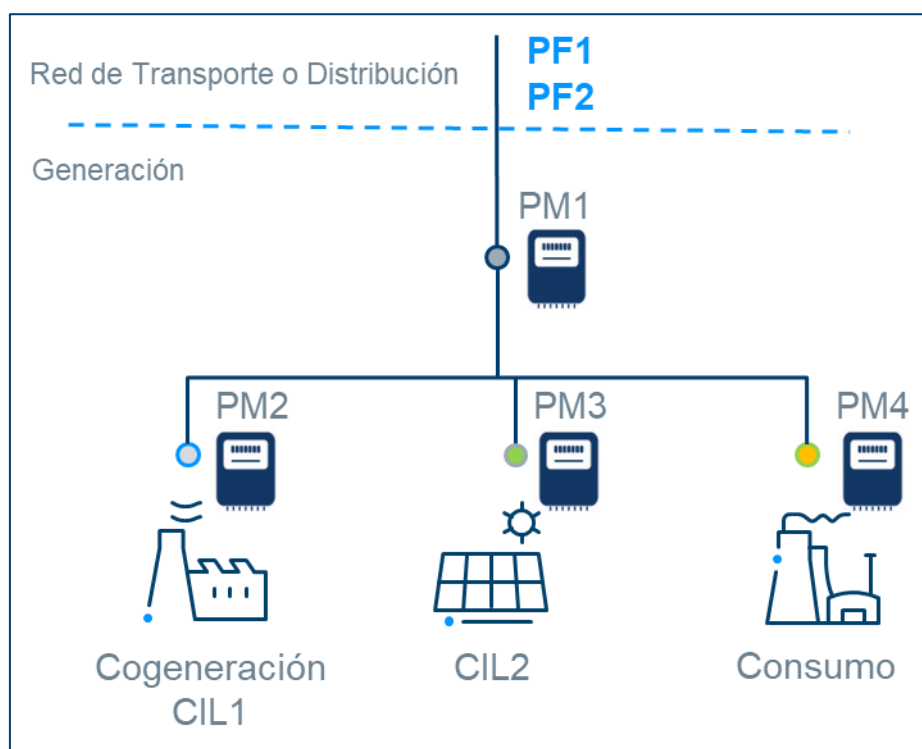 Red de Transporte o Distribución
PF1
PF2
Generación
PM1
PM2
PM3
PM4
Cogeneración
CIL1
CIL2
Consumo